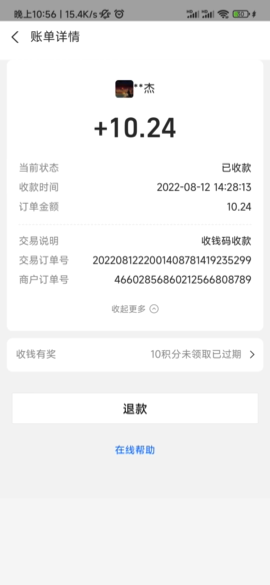 晚上10:56 | 15.4K/s
账单详情
**杰
+10.24
当前状态 已收款
收款时间 2022-08-12 14:28:13
订单金额 10.24
交易说明 收钱码收款
交易订单号 20220812220014087814192352​99
商户订单号 46602856860212566808789
收起更多
收钱有奖 10积分未领取已过期
退款
在线帮助